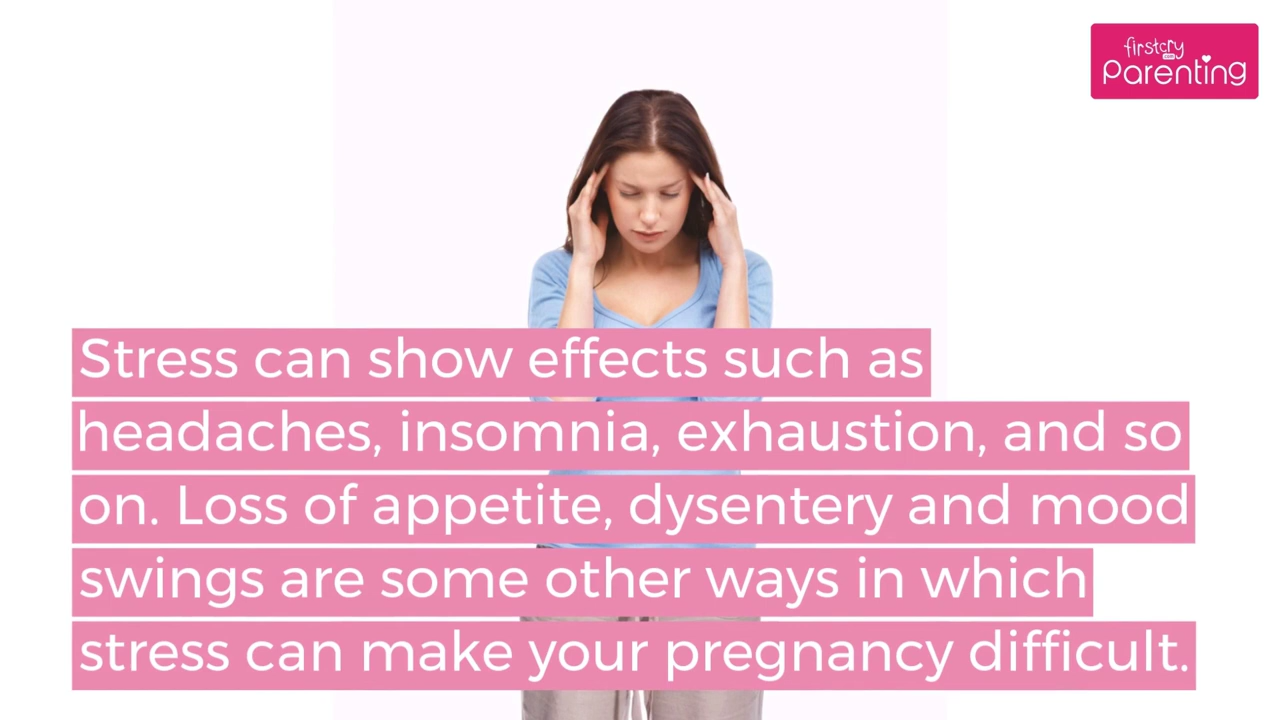 firstcry
.com
Parenting
Stress can show effects such as
headaches, insomnia, exhaustion, and so
on. Loss of appetite, dysentery and mood
swings are some other ways in which
stress can make your pregnancy difficult.